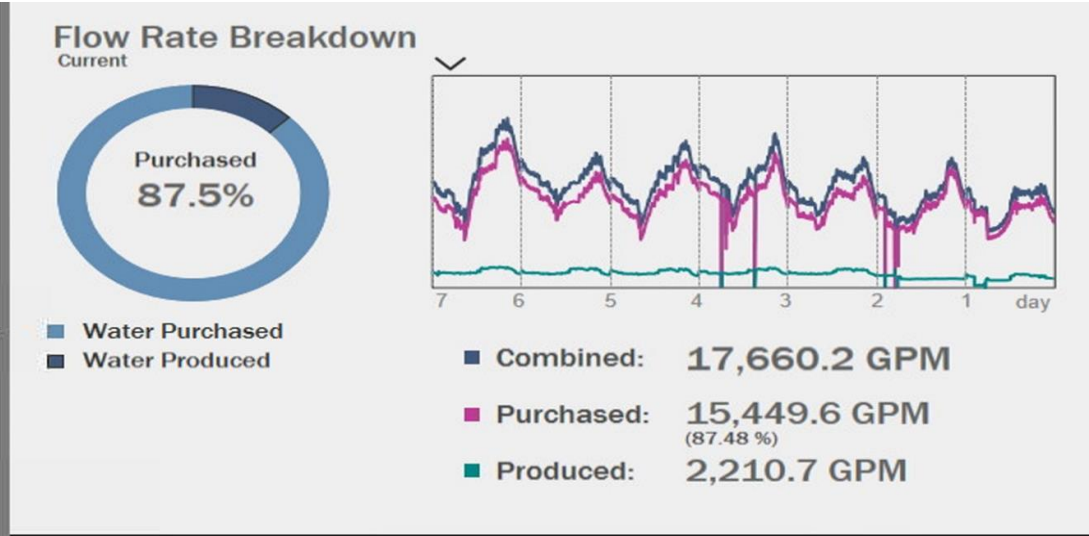 Flow Rate Breakdown
Current
Purchased
87.5%
Water Purchased
Water Produced
7 6 5 4 3 2 1 day
Combined: 17,660.2 GPM
Purchased: 15,449.6 GPM
(87.48 %)
Produced: 2,210.7 GPM